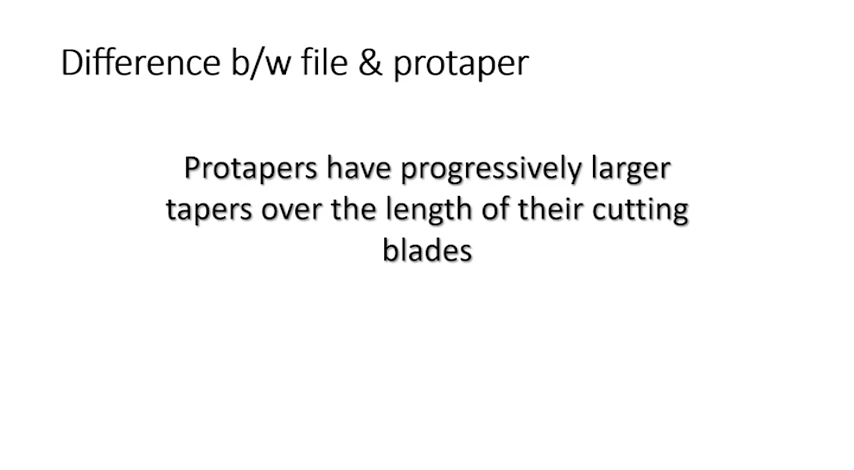 Difference b/w file & protaper
Protapers have progressively larger
tapers over the length of their cutting
blades